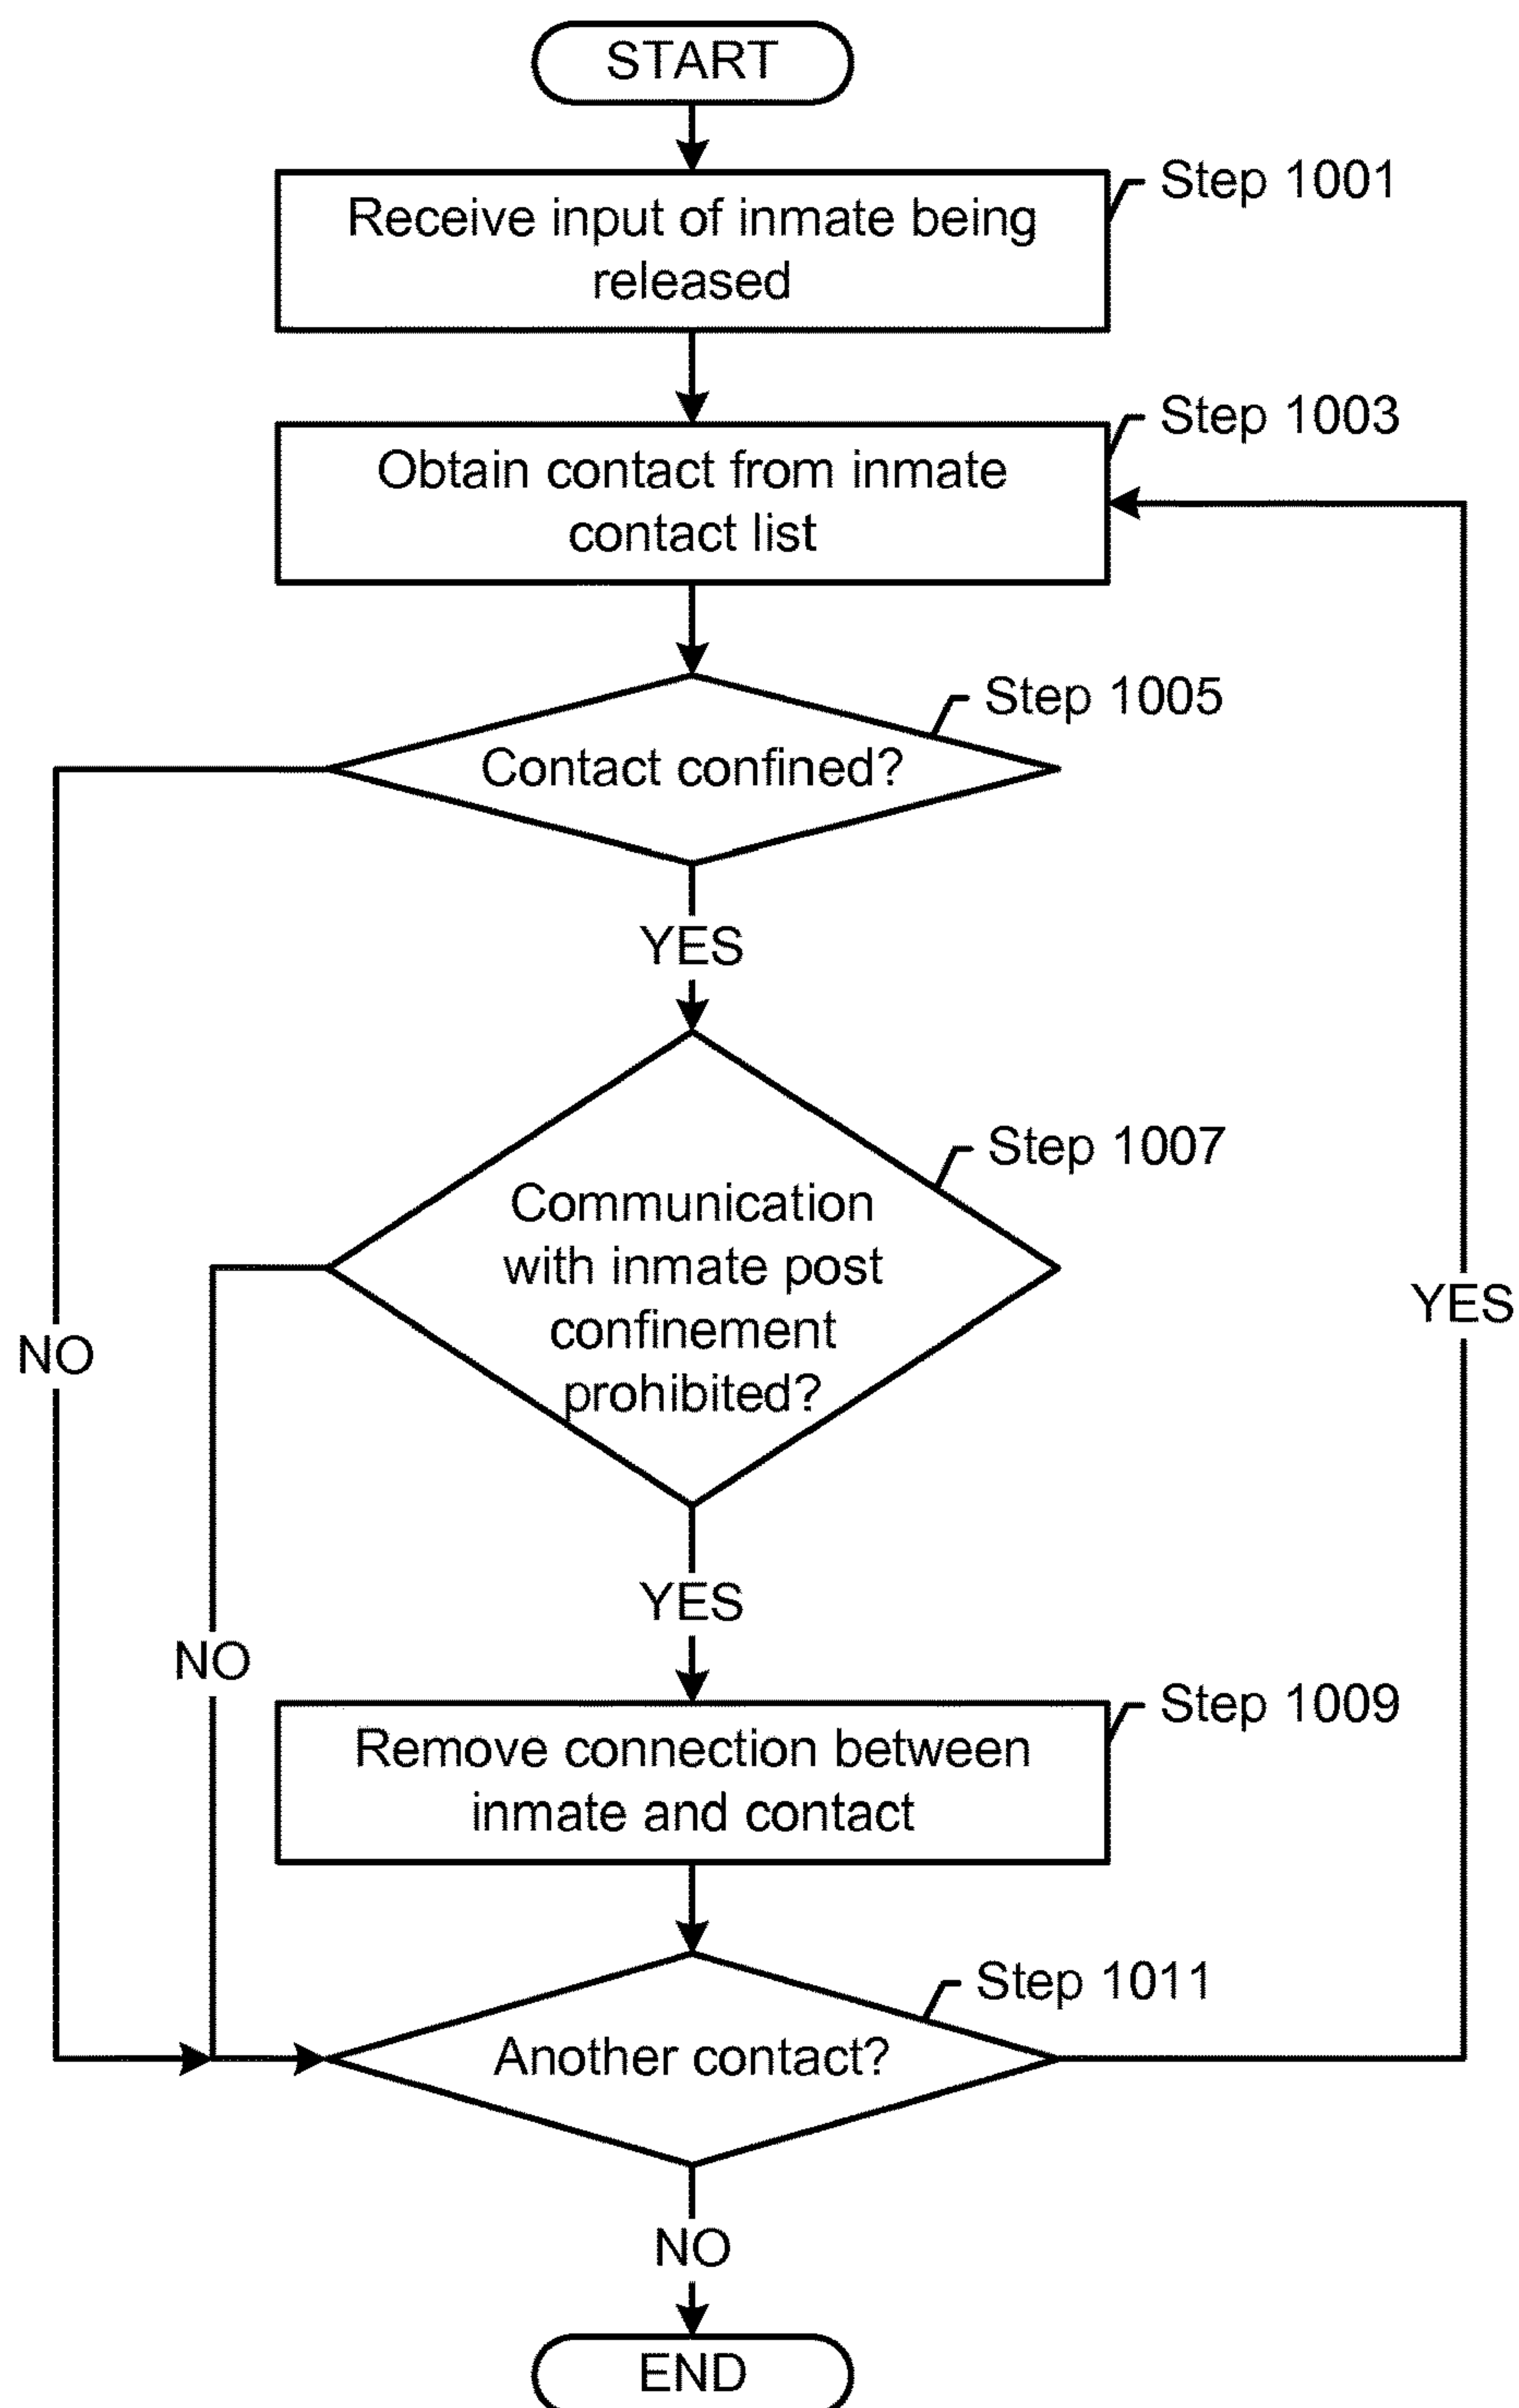 START
Step 1001
Receive input of inmate being
released
Step 1003
Obtain contact from inmate
contact list
Step 1005
Contact confined?
YES
Step 1007
Communication
with inmate post
confinement
prohibited?
YES
NO
YES
NO
Step 1009
Remove connection between
inmate and contact
Step 1011
Another contact?
NO
END